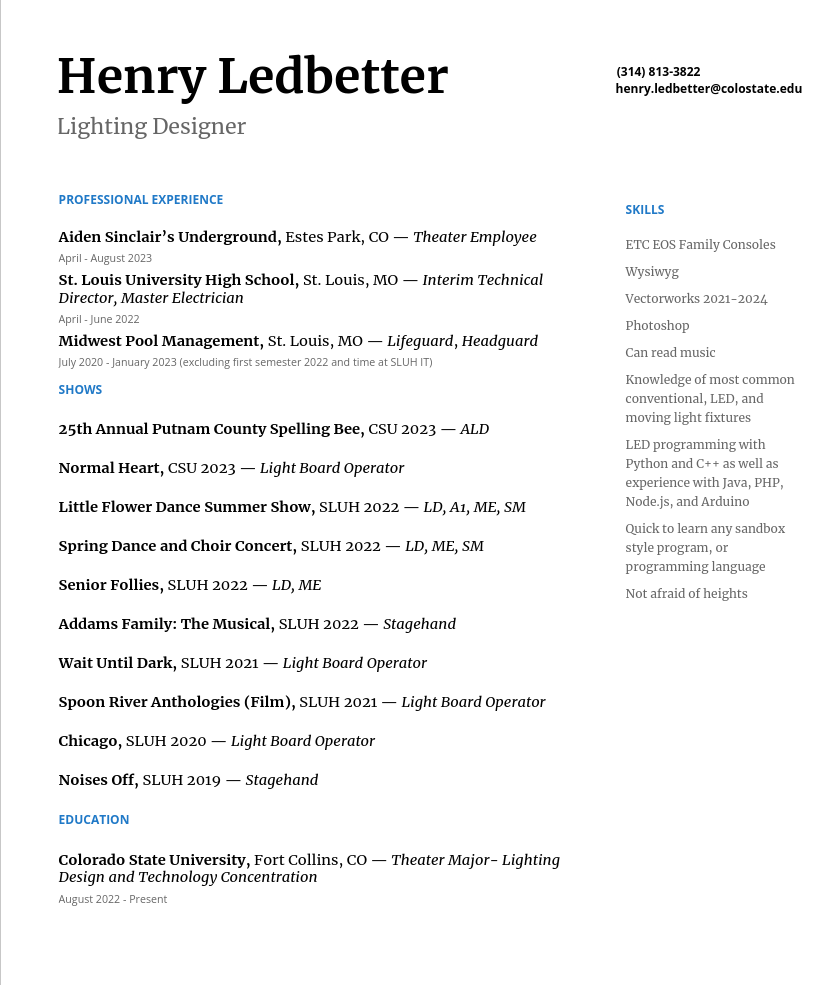 Henry Ledbetter
Lighting Designer
(314) 813-3822
henry.ledbetter@colostate.edu
PROFESSIONAL EXPERIENCE
Aiden Sinclair’s Underground, Estes Park, CO — Theater Employee
April - August 2023
St. Louis University High School, St. Louis, MO — Interim Technical
Director, Master Electrician
April - June 2022
Midwest Pool Management, St. Louis, MO — Lifeguard, Headguard
July 2020 - January 2023 (excluding first semester 2022 and time at SLUH IT)
SHOWS
25th Annual Putnam County Spelling Bee, CSU 2023 — ALD
Normal Heart, CSU 2023 — Light Board Operator
Little Flower Dance Summer Show, SLUH 2022 — LD, A1, ME, SM
Spring Dance and Choir Concert, SLUH 2022 — LD, ME, SM
Senior Follies, SLUH 2022 — LD, ME
Addams Family: The Musical, SLUH 2022 — Stagehand
Wait Until Dark, SLUH 2021 — Light Board Operator
Spoon River Anthologies (Film), SLUH 2021 — Light Board Operator
Chicago, SLUH 2020 — Light Board Operator
Noises Off, SLUH 2019 — Stagehand
EDUCATION
Colorado State University, Fort Collins, CO — Theater Major- Lighting
Design and Technology Concentration
August 2022 - Present
SKILLS
ETC EOS Family Consoles
Wysiwyg
Vectorworks 2021-2024
Photoshop
Can read music
Knowledge of most common
conventional, LED, and
moving light fixtures
LED programming with
Python and C++ as well as
experience with Java, PHP,
Node.js, and Arduino
Quick to learn any sandbox
style program, or
programming language
Not afraid of heights